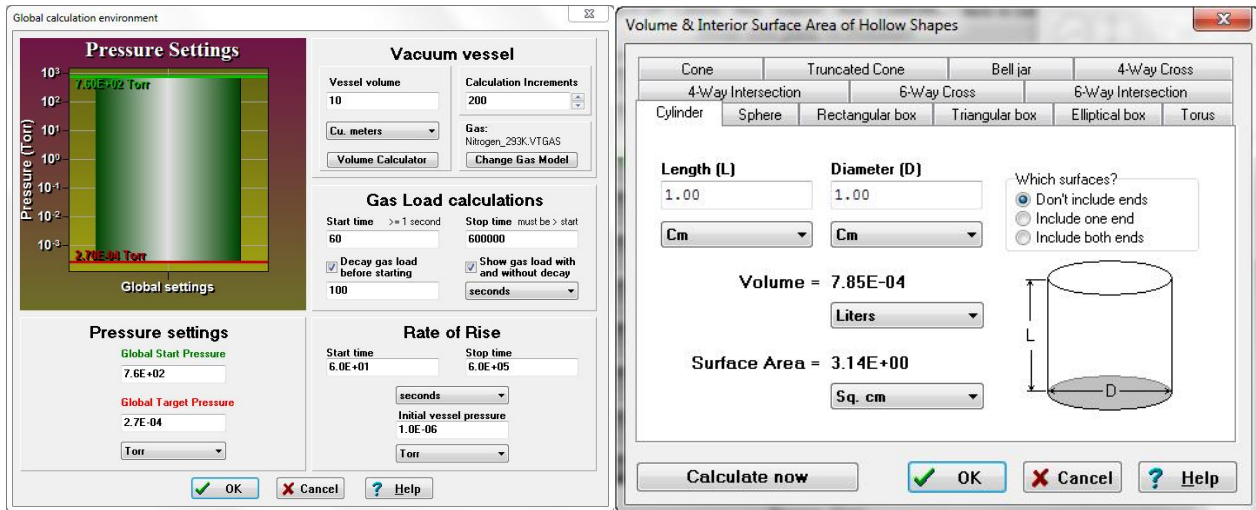 Global calculation environment
Pressure Settings
10³
7.60E+02 Torr
10²
10¹
10⁰
10⁻¹
10⁻²
10⁻³
2.70E-04 Torr
Pressure (Torr)
Global settings
Vacuum vessel
Vessel volume
10
Cu. meters
Volume Calculator
Calculation Increments
200
Gas:
Nitrogen_293K.VTGAS
Change Gas Model
Gas Load calculations
Start time >= 1 second
60
Stop time must be > start
600000
Decay gas load
before starting
100
Show gas load with
and without decay
seconds
Pressure settings
Global Start Pressure
7.6E+02
Global Target Pressure
2.7E-04
Torr
Rate of Rise
Start time Stop time
6.0E+01 6.0E+05
seconds
Initial vessel pressure
1.0E-06
Torr
OK Cancel ? Help
Volume & Interior Surface Area of Hollow Shapes
Cone Truncated Cone Bell jar 4-Way Cross
4-Way Intersection 6-Way Cross 6-Way Intersection
Cylinder Sphere Rectangular box Triangular box Elliptical box Torus
Length (L) Diameter (D)
1.00 1.00
Cm Cm
Which surfaces?
Don't include ends
Include one end
Include both ends
Volume = 7.85E-04
Liters
Surface Area = 3.14E+00
Sq. cm
L
D
Calculate now OK Cancel ? Help